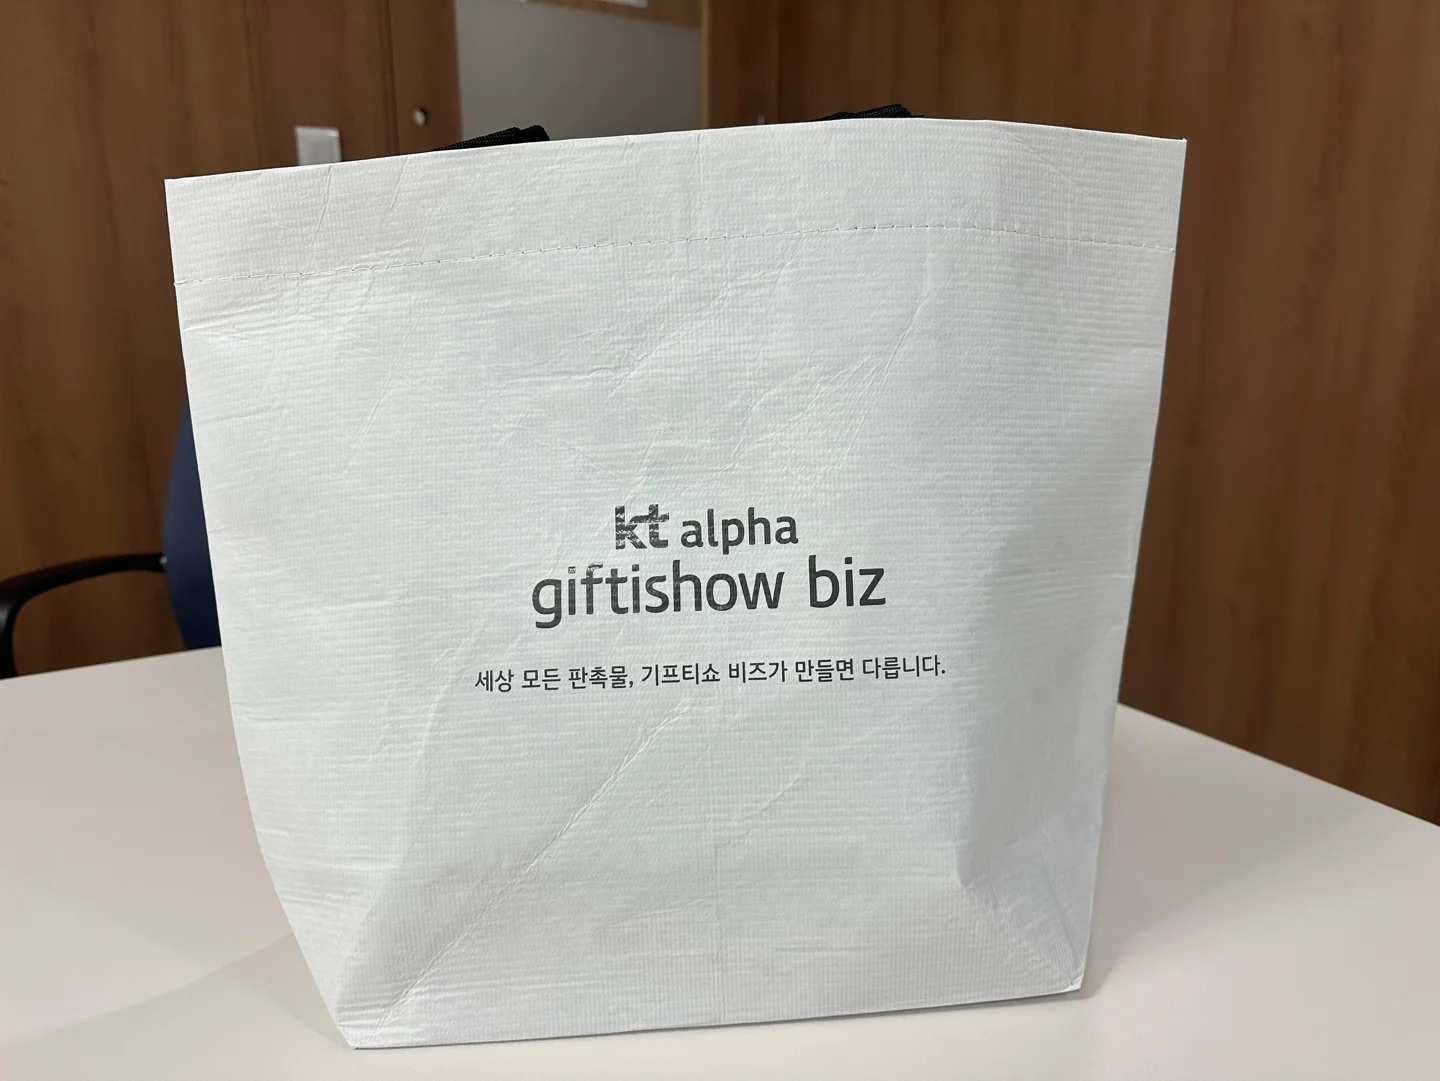 kt alpha
giftishow biz
세상 모든 판촉물, 기프티쇼 비즈가 만들면 다릅니다.